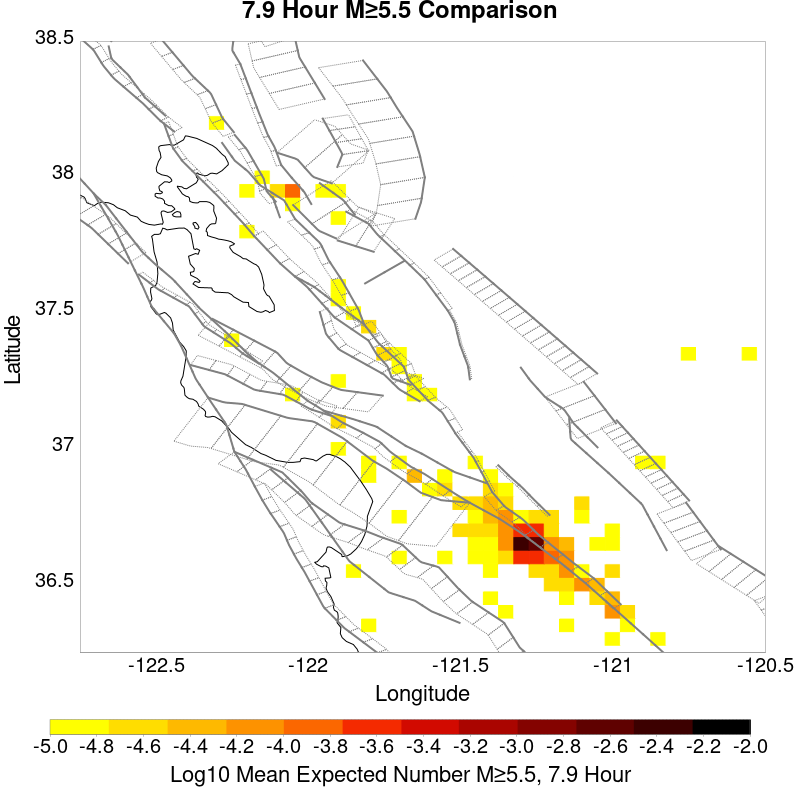 7.9 Hour M≥5.5 Comparison
38.5
38
37.5
37
36.5
Latitude
-122.5 -122 -121.5 -121 -120.5
Longitude
-5.0 -4.8 -4.6 -4.4 -4.2 -4.0 -3.8 -3.6 -3.4 -3.2 -3.0 -2.8 -2.6 -2.4 -2.2 -2.0
Log10 Mean Expected Number M≥5.5, 7.9 Hour